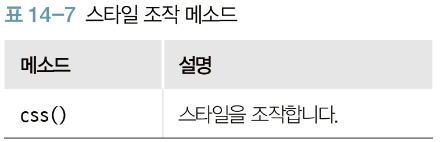 표 14-7 스타일 조작 메소드
메소드 설명
css() 스타일을 조작합니다.